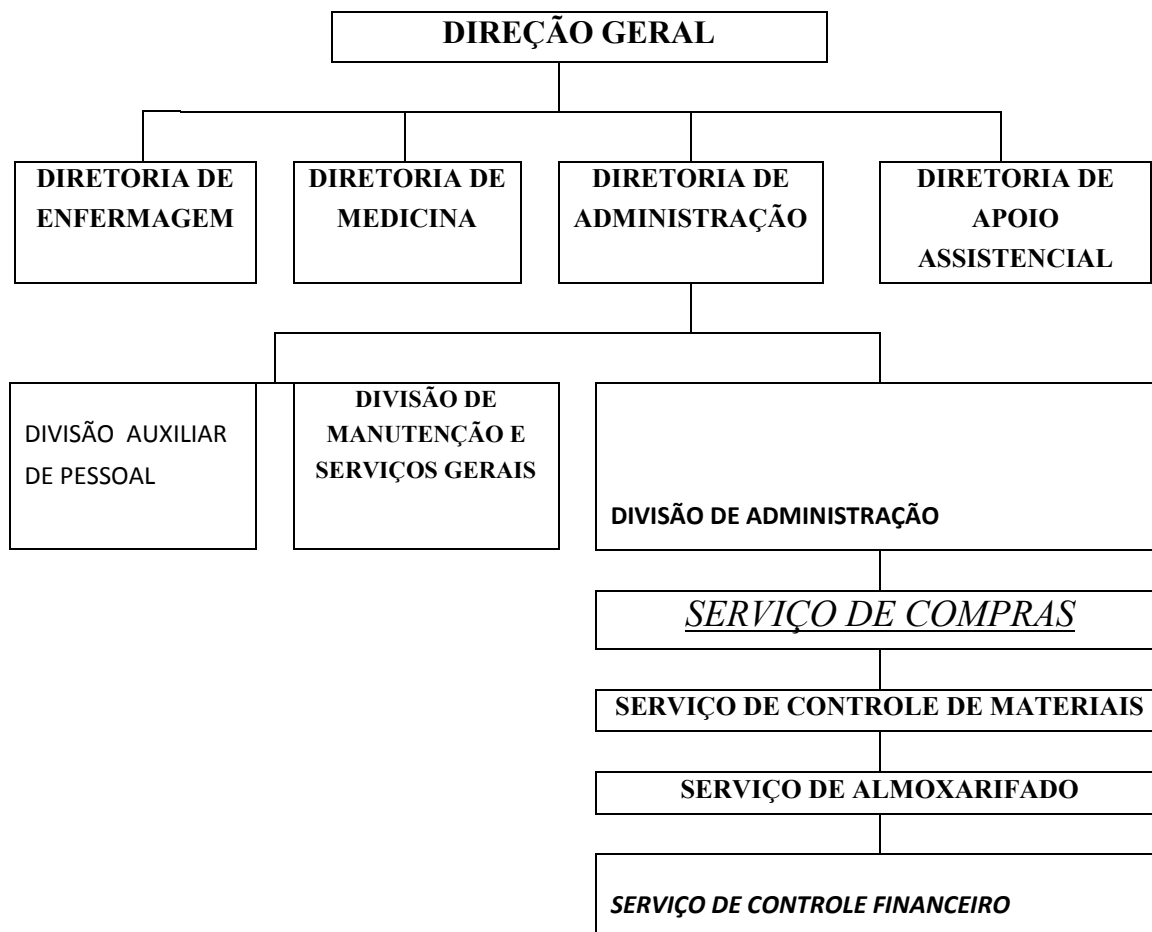 DIREÇÃO GERAL
DIRETORIA DE
ENFERMAGEM
DIRETORIA DE
MEDICINA
DIRETORIA DE
ADMINISTRAÇÃO
DIRETORIA DE
APOIO
ASSISTENCIAL
DIVISÃO AUXILIAR
DE PESSOAL
DIVISÃO DE
MANUTENÇÃO E
SERVIÇOS GERAIS
DIVISÃO DE ADMINISTRAÇÃO
SERVIÇO DE COMPRAS
SERVIÇO DE CONTROLE DE MATERIAIS
SERVIÇO DE ALMOXARIFADO
SERVIÇO DE CONTROLE FINANCEIRO